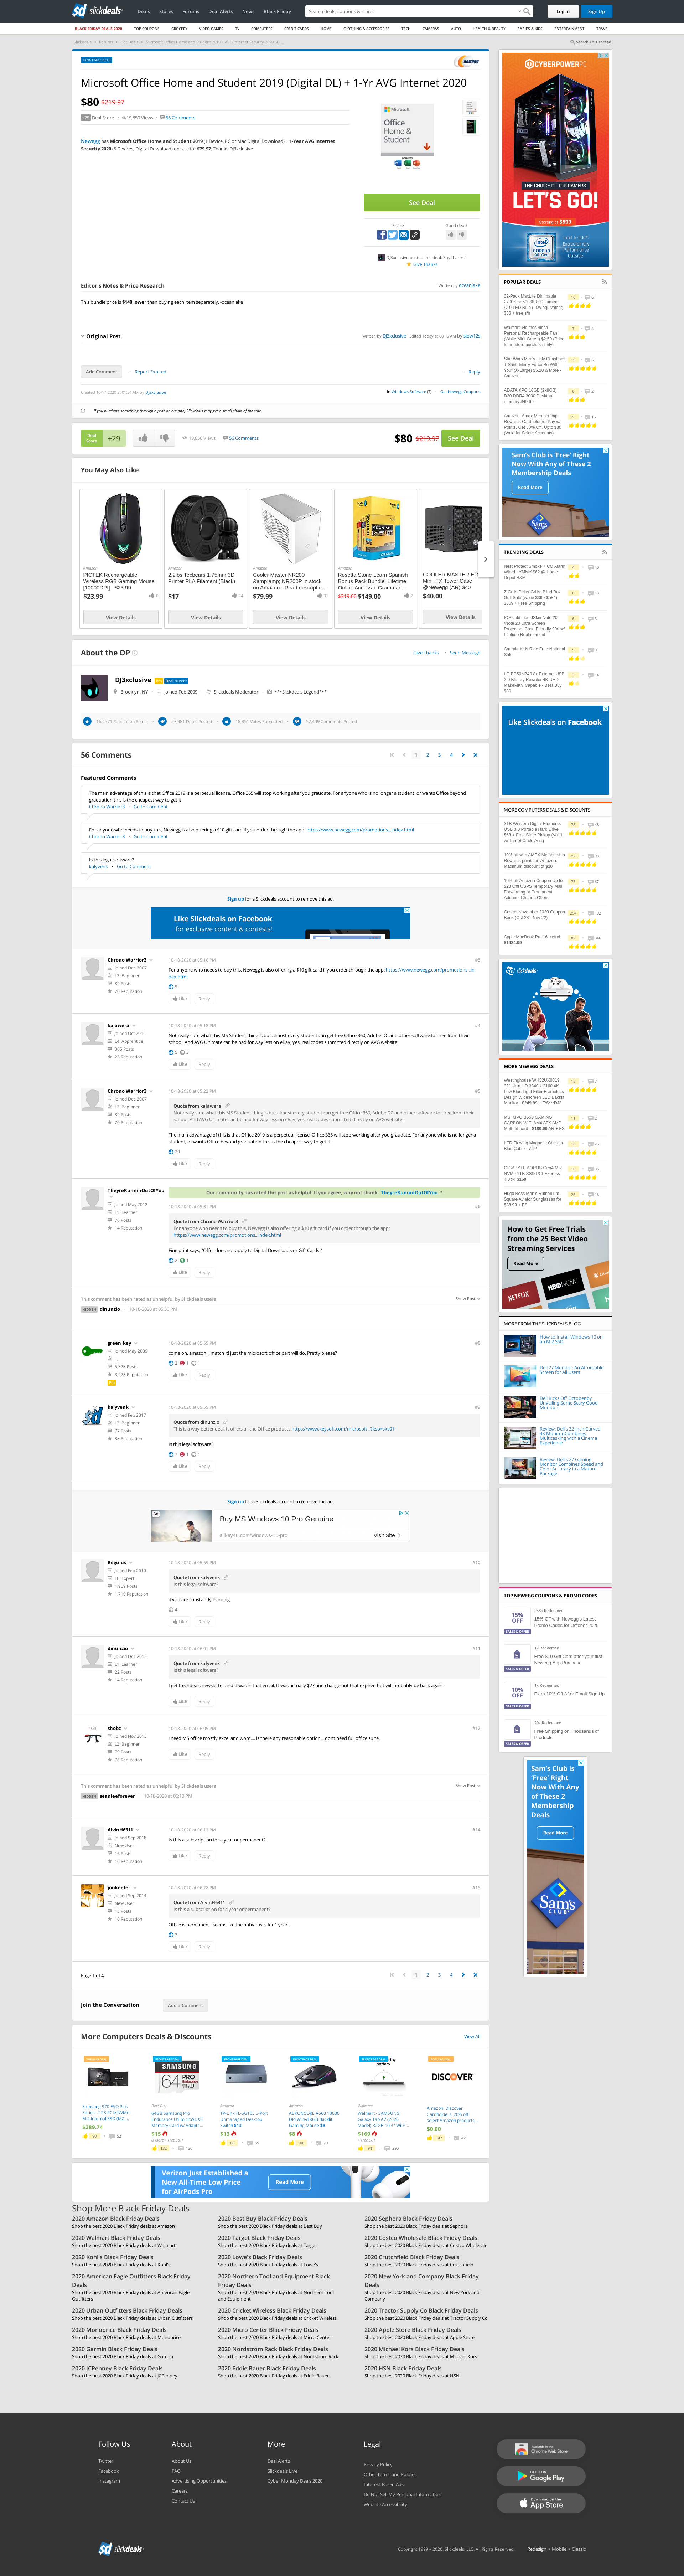 slickdeals
Deals Stores Forums Deal Alerts News Black Friday
Search deals, coupons & stores
Log In Sign Up
BLACK FRIDAY DEALS 2020 TOP COUPONS GROCERY VIDEO GAMES TV COMPUTERS CREDIT CARDS HOME CLOTHING & ACCESSORIES TECH CAMERAS AUTO HEALTH & BEAUTY BABIES & KIDS ENTERTAINMENT TRAVEL
Search This Thread
Microsoft Office Home and Student 2019 (Digital DL) + 1-Yr AVG Internet 2020
$80 $219.97
+29 Deal Score 19,850 Views 56 Comments
Newegg has Microsoft Office Home and Student 2019 (1 Device, PC or Mac Digital Download) + 1-Year AVG Internet
Security 2020 (5 Devices, Digital Download) on sale for $79.97. Thanks DJ3xclusive
Microsoft
Office
Home &
Student
See Deal
Share Good deal?
DJ3xclusive posted this deal. Say thanks!
Give Thanks
Editor's Notes & Price Research
Written by oceanlake
This bundle price is $140 lower than buying each item separately. -oceanlake
Original Post
Written by DJ3xclusive Edited Today at 08:15 AM by slow12s
Add Comment Report Expired Reply
Created 10-17-2020 at 01:56 AM by DJ3xclusive
in Windows Software (7) Get Newegg Coupons
If you purchase something through a post on our site, Slickdeals may get a small share of the sale.
Deal Score +29 19,850 Views 56 Comments $80 $219.97 See Deal
You May Also Like
Amazon
PICTEK Rechargeable
Wireless RGB Gaming Mouse
[10000DPI] - $23.99
$23.99
View Details
Amazon
2.2lbs Tecbears 1.75mm 3D
Printer PLA Filament (Black)
$17
View Details
Amazon
Cooler Master NR200
&amp;amp; NR200P in stock
on Amazon - Read descriptio...
$79.99
View Details
Amazon
Rosetta Stone Learn Spanish
Bonus Pack Bundle| Lifetime
Online Access + Grammar...
$319.00 $149.00
View Details
COOLER MASTER Elite
Mini ITX Tower Case
@Newegg (AR) $40
$40.00
View Details
About the OP
Give Thanks Send Message
DJ3xclusive
Brooklyn, NY Joined Feb 2009 Slickdeals Moderator ***Slickdeals Legend***
162,571 Reputation Points 27,981 Deals Posted 18,801 Votes Submitted 52,449 Comments Posted
56 Comments
1 2 3 4
Featured Comments
The main advantage of this is that Office 2019 is a perpetual license, Office 365 will stop working after you graduate. For anyone who is no longer a student, or wants Office beyond
graduation this is the cheapest way to get it.
Chrono Warrior3 Go to Comment
For anyone who needs to buy this, Newegg is also offering a $10 gift card if you order through the app: https://www.newegg.com/promotions...index.html
Chrono Warrior3 Go to Comment
Is this legal software?
kalyvenk Go to Comment
Sign up for a Slickdeals account to remove this ad.
Like Slickdeals on Facebook
for exclusive content & contests!
Chrono Warrior3
Joined Dec 2007
L2: Beginner
89 Posts
70 Reputation
10-18-2020 at 05:16 PM
#3
For anyone who needs to buy this, Newegg is also offering a $10 gift card if you order through the app: https://www.newegg.com/promotions...in
dex.html
9
Like Reply
kalawera
Joined Oct 2012
L4: Apprentice
305 Posts
26 Reputation
10-18-2020 at 05:18 PM
#4
Not really sure what this MS Student thing is but almost every student can get free Office 360, Adobe DC and other software for free from their
school. And AVG Ultimate can be had for way less on eBay, yes, real codes submitted directly on AVG website.
5 3
Like Reply
Chrono Warrior3
Joined Dec 2007
L2: Beginner
89 Posts
70 Reputation
10-18-2020 at 05:23 PM
#5
Quote from kalawera
Not really sure what this MS Student thing is but almost every student can get free Office 360, Adobe DC and other software for free from their
school. And AVG Ultimate can be had for way less on eBay, yes, real codes submitted directly on AVG website.
The main advantage of this is that Office 2019 is a perpetual license, Office 365 will stop working after you graduate. For anyone who is no longer a
student, or wants Office beyond graduation this is the cheapest way to get it.
29
Like Reply
TheyreRunninOutOfYou
Joined May 2012
L1: Learner
10 Posts
14 Reputation
Our community has rated this post as helpful. If you agree, why not thank TheyreRunninOutOfYou ?
10-18-2020 at 05:31 PM
#6
Quote from Chrono Warrior3
For anyone who needs to buy this, Newegg is also offering a $10 gift card if you order through the app:
https://www.newegg.com/promotions...index.html
Fine print says, "Offer does not apply to Digital Downloads or Gift Cards."
2 1
Like Reply
This comment has been rated as unhelpful by Slickdeals users
Show Post
dinunzio 10-18-2020 at 05:55 PM
green_key
Joined May 2009
5,328 Posts
3,926 Reputation
10-18-2020 at 05:55 PM
#8
come on, amazon... match it! just the microsoft office part will do. Pretty please?
2 1 1
Like Reply
kalyvenk
Joined Feb 2017
L2: Beginner
77 Posts
38 Reputation
10-18-2020 at 05:55 PM
#9
Quote from dinunzio
This is a way better deal. It offers all the Office products.https://www.keysoff.com/microsoft...?ksc=sks01
Is this legal software?
7 1 1
Like Reply
Sign up for a Slickdeals account to remove this ad.
Ad
Buy MS Windows 10 Pro Genuine
allkey4u.com/windows-10-pro
Visit Site
Regulus
Joined Feb 2010
L6: Expert
1,909 Posts
1,719 Reputation
10-18-2020 at 05:59 PM
#10
Quote from kalyvenk
Is this legal software?
if you are constantly learning
4
Like Reply
dinunzio
Joined Dec 2012
L1: Learner
22 Posts
14 Reputation
10-18-2020 at 06:01 PM
#11
Quote from kalyvenk
Is this legal software?
I get itechdeals newsletter and it was in that email. It was actually $27 and change but that expired but will probably be back again.
Like Reply
shobz
Joined Nov 2015
L2: Beginner
79 Posts
76 Reputation
10-18-2020 at 06:05 PM
#12
i need MS office mostly excel and word.... is there any reasonable option... dont need full office suite.
Like Reply
This comment has been rated as unhelpful by Slickdeals users
Show Post
seanleeforever 10-18-2020 at 06:10 PM
AlvinH6311
Joined Sep 2018
New User
16 Posts
10 Reputation
10-18-2020 at 06:13 PM
#14
Is this a subscription for a year or permanent?
Like Reply
jonkeefer
Joined Sep 2014
New User
15 Posts
10 Reputation
10-18-2020 at 06:28 PM
#15
Quote from AlvinH6311
Is this a subscription for a year or permanent?
Office is permanent. Seems like the antivirus is for 1 year.
2
Like Reply
Page 1 of 4
1 2 3 4
Join the Conversation Add a Comment
More Computers Deals & Discounts
View All
Samsung 970 EVO Plus
Series - 2TB PCIe NVMe -
M.2 Internal SSD (MZ-...
$289.74
Best Buy
64GB Samsung Pro
Endurance U1 microSDXC
Memory Card w/ Adapte...
$15
Amazon
TP-Link TL-SG105 5-Port
Unmanaged Desktop
Switch $13
$13
Amazon
ABKONCORE A660 10000
DPI Wired RGB Backlit
Gaming Mouse $8
$8
Walmart
Walmart - SAMSUNG
Galaxy Tab A7 (2020
Model) 32GB 10.4" Wi-Fi...
$169
DISCOVER
Amazon: Discover
Cardholders: 20% off
select Amazon products...
$0.00
Verizon Just Established a
New All-Time Low Price
for AirPods Pro
Read More
Shop More Black Friday Deals
2020 Amazon Black Friday Deals
Shop the best 2020 Black Friday deals at Amazon
2020 Best Buy Black Friday Deals
Shop the best 2020 Black Friday deals at Best Buy
2020 Sephora Black Friday Deals
Shop the best 2020 Black Friday deals at Sephora
2020 Walmart Black Friday Deals
Shop the best 2020 Black Friday deals at Walmart
2020 Target Black Friday Deals
Shop the best 2020 Black Friday deals at Target
2020 Costco Wholesale Black Friday Deals
Shop the best 2020 Black Friday deals at Costco Wholesale
2020 Kohl's Black Friday Deals
Shop the best 2020 Black Friday deals at Kohl's
2020 Lowe's Black Friday Deals
Shop the best 2020 Black Friday deals at Lowe's
2020 Crutchfield Black Friday Deals
Shop the best 2020 Black Friday deals at Crutchfield
2020 American Eagle Outfitters Black Friday
Deals
Shop the best 2020 Black Friday deals at American Eagle
Outfitters
2020 Northern Tool and Equipment Black
Friday Deals
Shop the best 2020 Black Friday deals at Northern Tool
and Equipment
2020 New York and Company Black Friday
Deals
Shop the best 2020 Black Friday deals at New York and
Company
2020 Urban Outfitters Black Friday Deals
Shop the best 2020 Black Friday deals at Urban Outfitters
2020 Cricket Wireless Black Friday Deals
Shop the best 2020 Black Friday deals at Cricket Wireless
2020 Tractor Supply Co Black Friday Deals
Shop the best 2020 Black Friday deals at Tractor Supply Co
2020 Monoprice Black Friday Deals
Shop the best 2020 Black Friday deals at Monoprice
2020 Micro Center Black Friday Deals
Shop the best 2020 Black Friday deals at Micro Center
2020 Apple Store Black Friday Deals
Shop the best 2020 Black Friday deals at Apple Store
2020 Garmin Black Friday Deals
Shop the best 2020 Black Friday deals at Garmin
2020 Nordstrom Rack Black Friday Deals
Shop the best 2020 Black Friday deals at Nordstrom Rack
2020 Michael Kors Black Friday Deals
Shop the best 2020 Black Friday deals at Michael Kors
2020 JCPenney Black Friday Deals
Shop the best 2020 Black Friday deals at JCPenney
2020 Eddie Bauer Black Friday Deals
Shop the best 2020 Black Friday deals at Eddie Bauer
2020 HSN Black Friday Deals
Shop the best 2020 Black Friday deals at HSN
CYBERPOWERPC
THE CHOICE OF TOP GAMERS
LET'S GO
Starting at $999
POPULAR DEALS
TRENDING DEALS
Sam's Club is 'Free' Right
Now With Any of These 2
Membership Deals
Read More
Like Slickdeals on Facebook
MORE COMPUTERS DEALS & DISCOUNTS
MORE NEWEGG DEALS
How to Get Free Trials
from the 25 Best Video
Streaming Services
Read More
NETFLIX HBO NOW
MORE FROM THE SLICKDEALS BLOG
How to Install Windows 10 on
an M.2 SSD
Dell 27 Monitor: An Affordable
Screen for All Users
Dell Kicks Off October by
Unveiling Some Scary Good
Monitors
Review: Dell's 32-inch Curved
4K Monitor Combines
Multitasking with a Cinema
Experience
Review: Dell's 27 Gaming
Monitor Combines Speed and
Color Accuracy in a Mature
Package
TOP NEWEGG COUPONS & PROMO CODES
15% OFF
15% Off with Newegg's Latest
Promo Codes for October 2020
12 Redeemed
Free $10 Gift Card after your first
Newegg App Purchase
10% OFF
Extra 10% Off After Email Sign Up
Free Shipping on Thousands of
Products
Sam's Club is
'Free' Right
Now With Any
of These 2
Membership
Deals
Read More
Sam's Club
Follow Us About More Legal
Twitter
Facebook
Instagram
About Us
FAQ
Advertising Opportunities
Careers
Contact Us
Deal Alerts
Slickdeals Live
Cyber Monday Deals 2020
Privacy Policy
Other Terms and Policies
Interest-Based Ads
Do Not Sell My Personal Information
Website Accessibility
Available in the Chrome Web Store
GET IT ON Google Play
Download on the App Store
slickdeals
Copyright 1999 - 2020. Slickdeals, LLC. All Rights Reserved. Redesign • Mobile • Classic